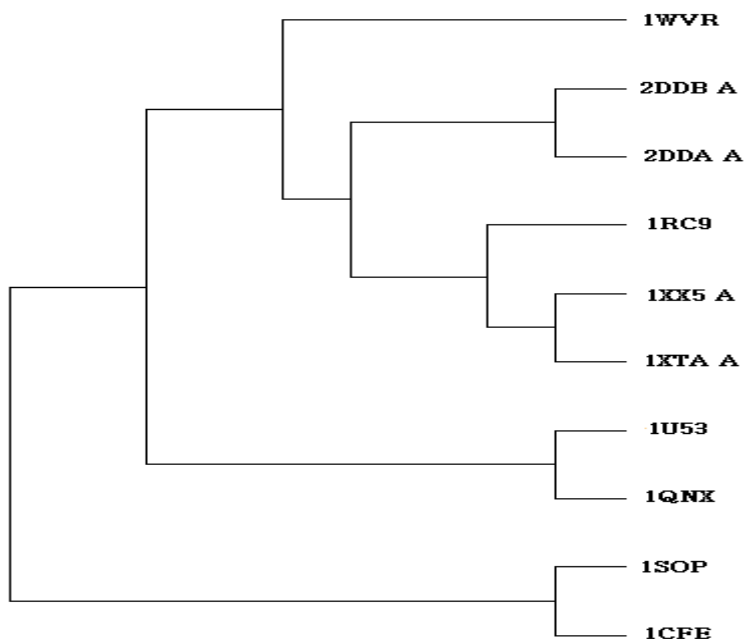 1WVR
2DDB A
2DDA A
1RC9
1XX5 A
1XTA A
1U53
1QNX
1SOP
1CFE